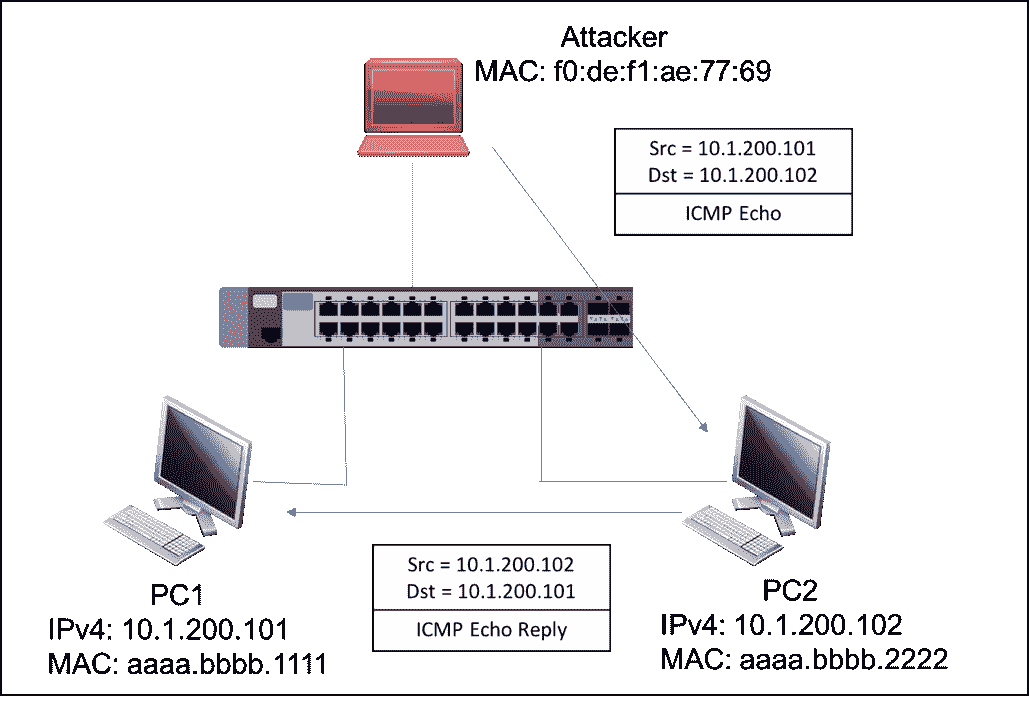 Attacker
MAC: f0:de:f1:ae:77:69
Src = 10.1.200.101
Dst = 10.1.200.102
ICMP Echo
Src = 10.1.200.102
Dst = 10.1.200.101
ICMP Echo Reply
PC1
IPv4: 10.1.200.101
MAC: aaaa.bbbb.1111
PC2
IPv4: 10.1.200.102
MAC: aaaa.bbbb.2222